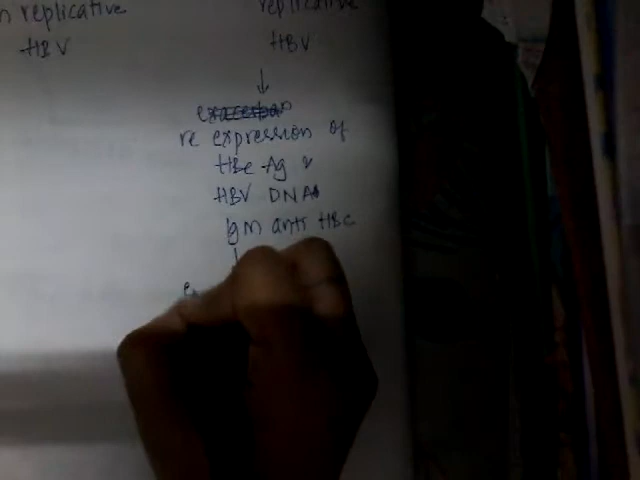 n replicative
HBV
replicative
HBV
re expression of
HBe Ag &
HBV DNA
IgM anti HBc